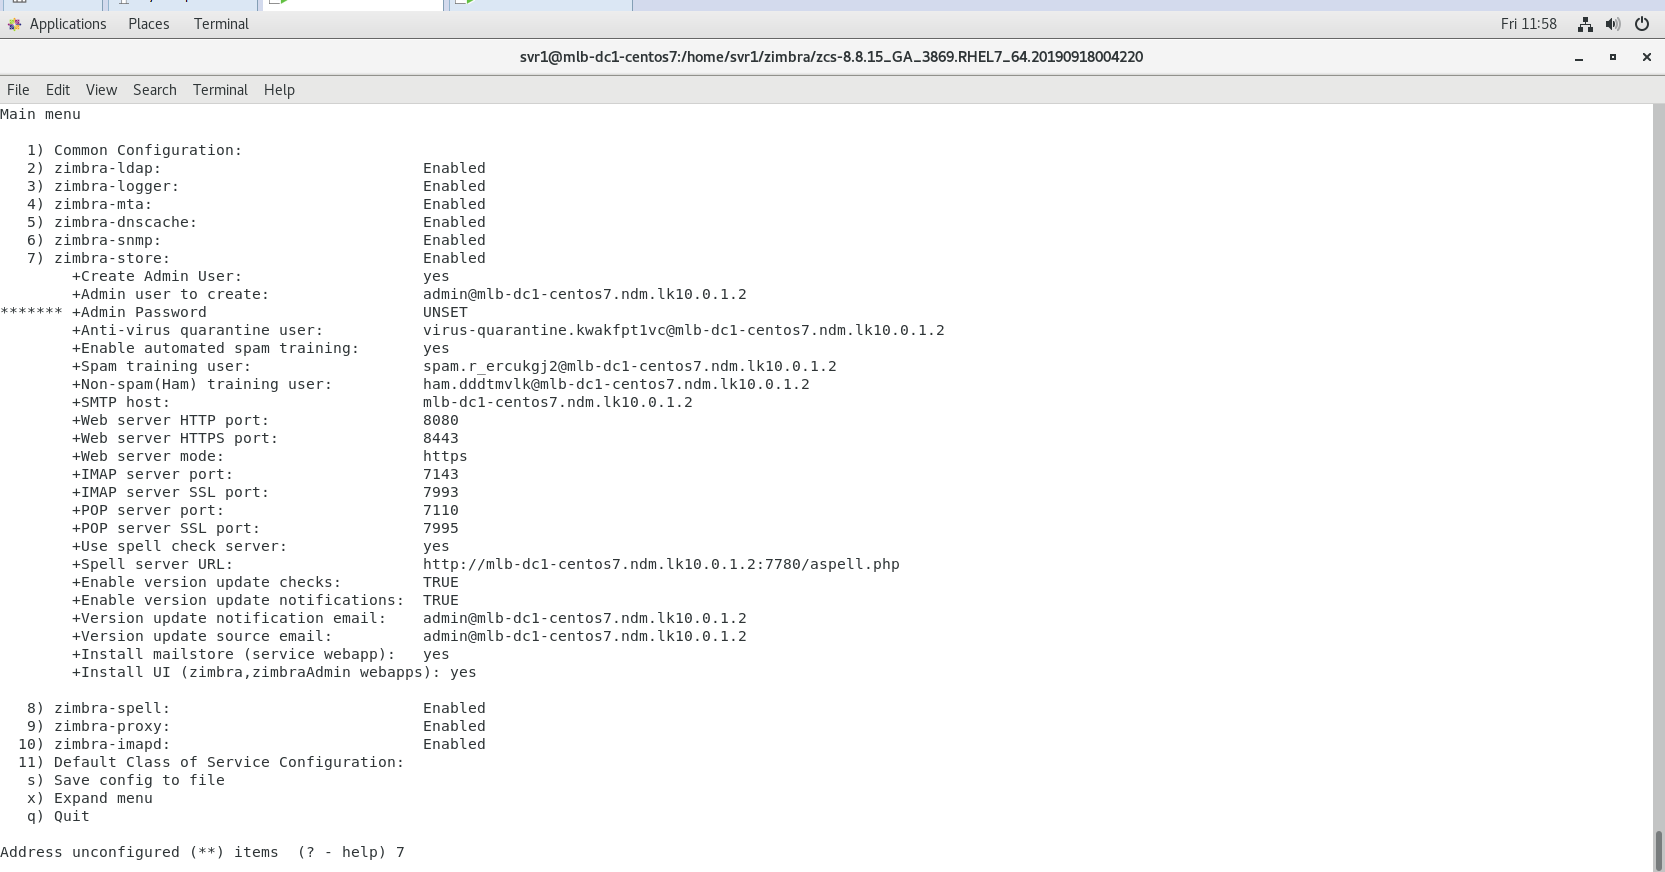 Applications Places Terminal Fri 11:58
svr1@mlb-dc1-centos7:/home/svr1/zimbra/zcs-8.8.15_GA_3869.RHEL7_64.20190918004220
File Edit View Search Terminal Help
Main menu
1) Common Configuration:
2) zimbra-ldap: Enabled
3) zimbra-logger: Enabled
4) zimbra-mta: Enabled
5) zimbra-dnscache: Enabled
6) zimbra-snmp: Enabled
7) zimbra-store: Enabled
+Create Admin User: yes
+Admin user to create: admin@mlb-dc1-centos7.ndm.lk10.0.1.2
******* +Admin Password UNSET
+Anti-virus quarantine user: virus-quarantine.kwakfpt1vc@mlb-dc1-centos7.ndm.lk10.0.1.2
+Enable automated spam training: yes
+Spam training user: spam.r_ercukgj2@mlb-dc1-centos7.ndm.lk10.0.1.2
+Non-spam(Ham) training user: ham.dddtmvlk@mlb-dc1-centos7.ndm.lk10.0.1.2
+SMTP host: mlb-dc1-centos7.ndm.lk10.0.1.2
+Web server HTTP port: 8080
+Web server HTTPS port: 8443
+Web server mode: https
+IMAP server port: 7143
+IMAP server SSL port: 7993
+POP server port: 7110
+POP server SSL port: 7995
+Use spell check server: yes
+Spell server URL: http://mlb-dc1-centos7.ndm.lk10.0.1.2:7780/aspell.php
+Enable version update checks: TRUE
+Enable version update notifications: TRUE
+Version update notification email: admin@mlb-dc1-centos7.ndm.lk10.0.1.2
+Version update source email: admin@mlb-dc1-centos7.ndm.lk10.0.1.2
+Install mailstore (service webapp): yes
+Install UI (zimbra,zimbraAdmin webapps): yes
8) zimbra-spell: Enabled
9) zimbra-proxy: Enabled
10) zimbra-imapd: Enabled
11) Default Class of Service Configuration:
s) Save config to file
x) Expand menu
q) Quit
Address unconfigured (**) items (? - help) 7